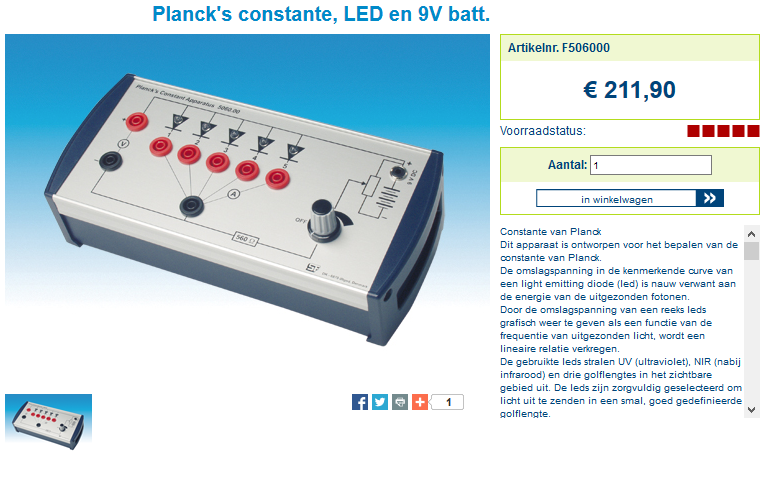 Planck's constante, LED en 9V batt.
Planck's Constant Apparatus 5060.00
V
1
2
3
4
5
A
9 V DC
OFF
560 Ω
1
Artikelnr. F506000
€ 211,90
Voorraadstatus:
Aantal: 1
in winkelwagen
Constante van Planck
Dit apparaat is ontworpen voor het bepalen van de
constante van Planck.
De omslagspanning in de kenmerkende curve van
een light emitting diode (led) is nauw verwant aan
de energie van de uitgezonden fotonen.
Door de omslagspanning van een reeks leds
grafisch weer te geven als een functie van de
frequentie van uitgezonden licht, wordt een
lineaire relatie verkregen.
De gebruikte leds stralen UV (ultraviolet), NIR (nabij
infrarood) en drie golflengtes in het zichtbare
gebied uit. De leds zijn zorgvuldig geselecteerd om
licht uit te zenden in een smal, goed gedefinieerde
golflengte.